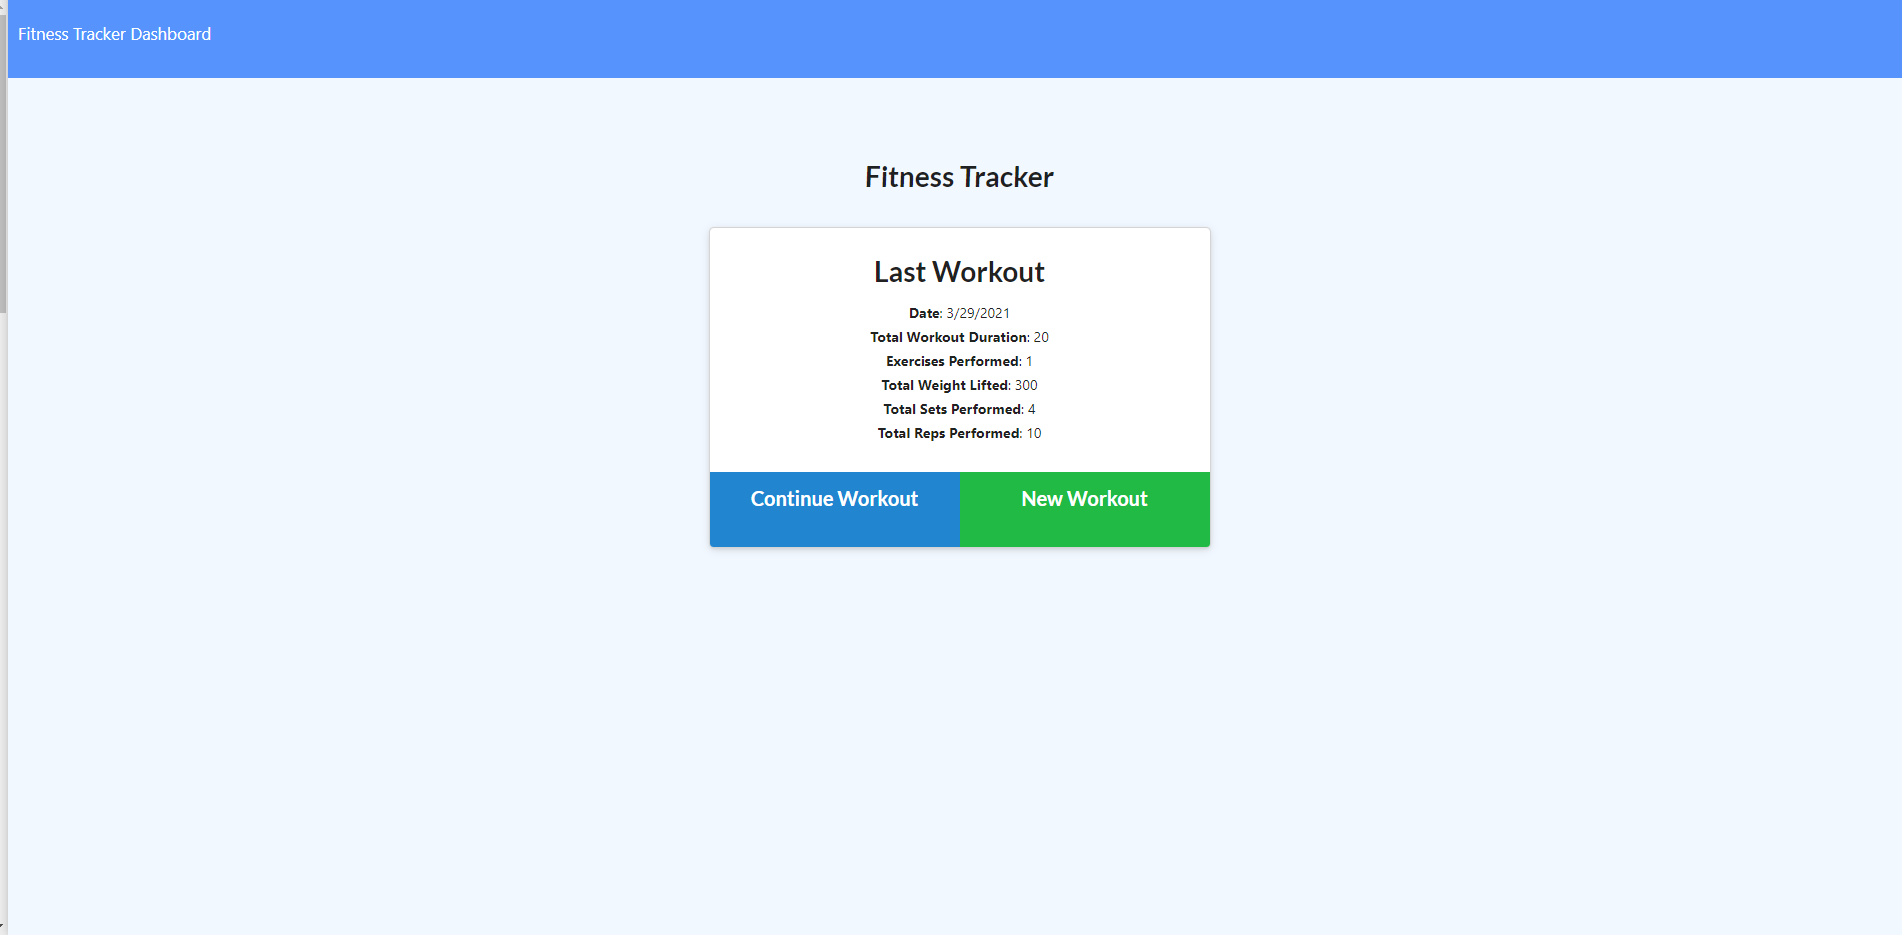 Fitness Tracker Dashboard
Fitness Tracker
Last Workout
Date: 3/29/2021
Total Workout Duration: 20
Exercises Performed: 1
Total Weight Lifted: 300
Total Sets Performed: 4
Total Reps Performed: 10
Continue Workout New Workout